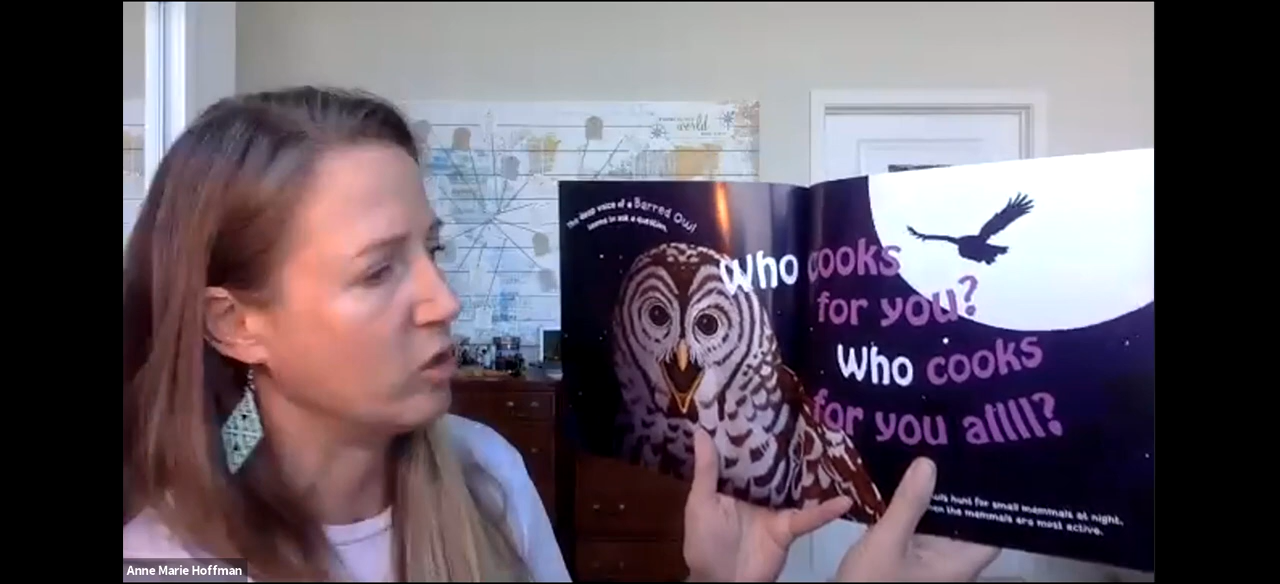 world
The deep voice of a Barred Owl
seems to ask a question.
Who cooks
for you?
Who cooks
for you allll?
hunt for small mammals at night,
the mammals are most active.
Anne Marie Hoffman